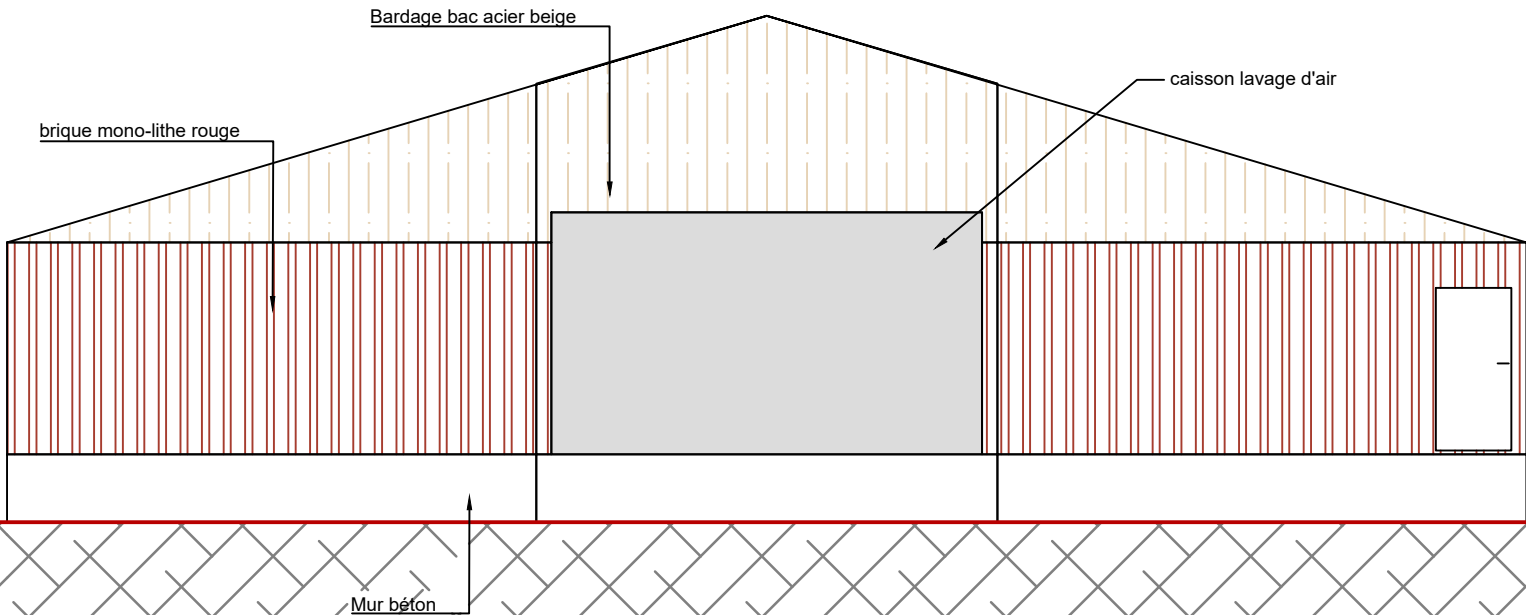 Bardage bac acier beige
caisson lavage d'air
brique mono-lithe rouge
Mur béton